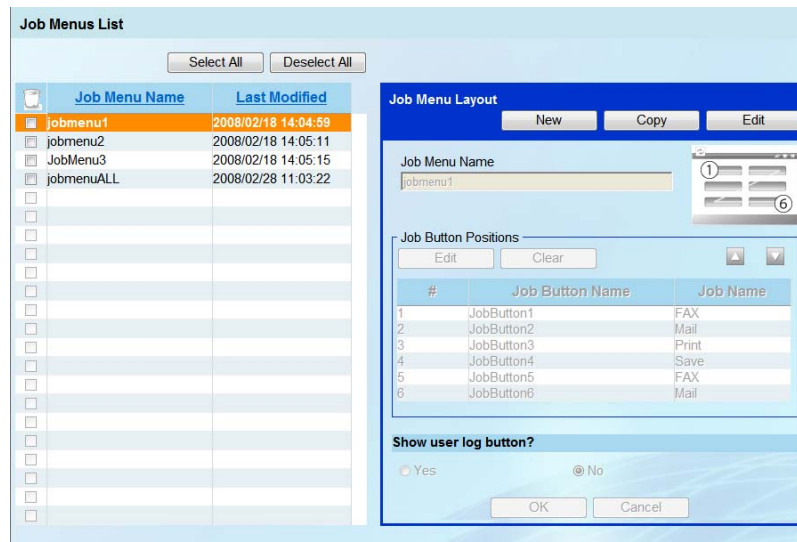 Job Menus List
Select All Deselect All
Job Menu Name Last Modified
jobmenu1 2008/02/18 14:04:59
jobmenu2 2008/02/18 14:05:11
JobMenu3 2008/02/18 14:05:15
jobmenuALL 2008/02/28 11:03:22
Job Menu Layout
New Copy Edit
Job Menu Name
jobmenu1
1
6
Job Button Positions
Edit Clear
# Job Button Name Job Name
1 JobButton1 FAX
2 JobButton2 Mail
3 JobButton3 Print
4 JobButton4 Save
5 JobButton5 FAX
6 JobButton6 Mail
Show user log button?
Yes No
OK Cancel